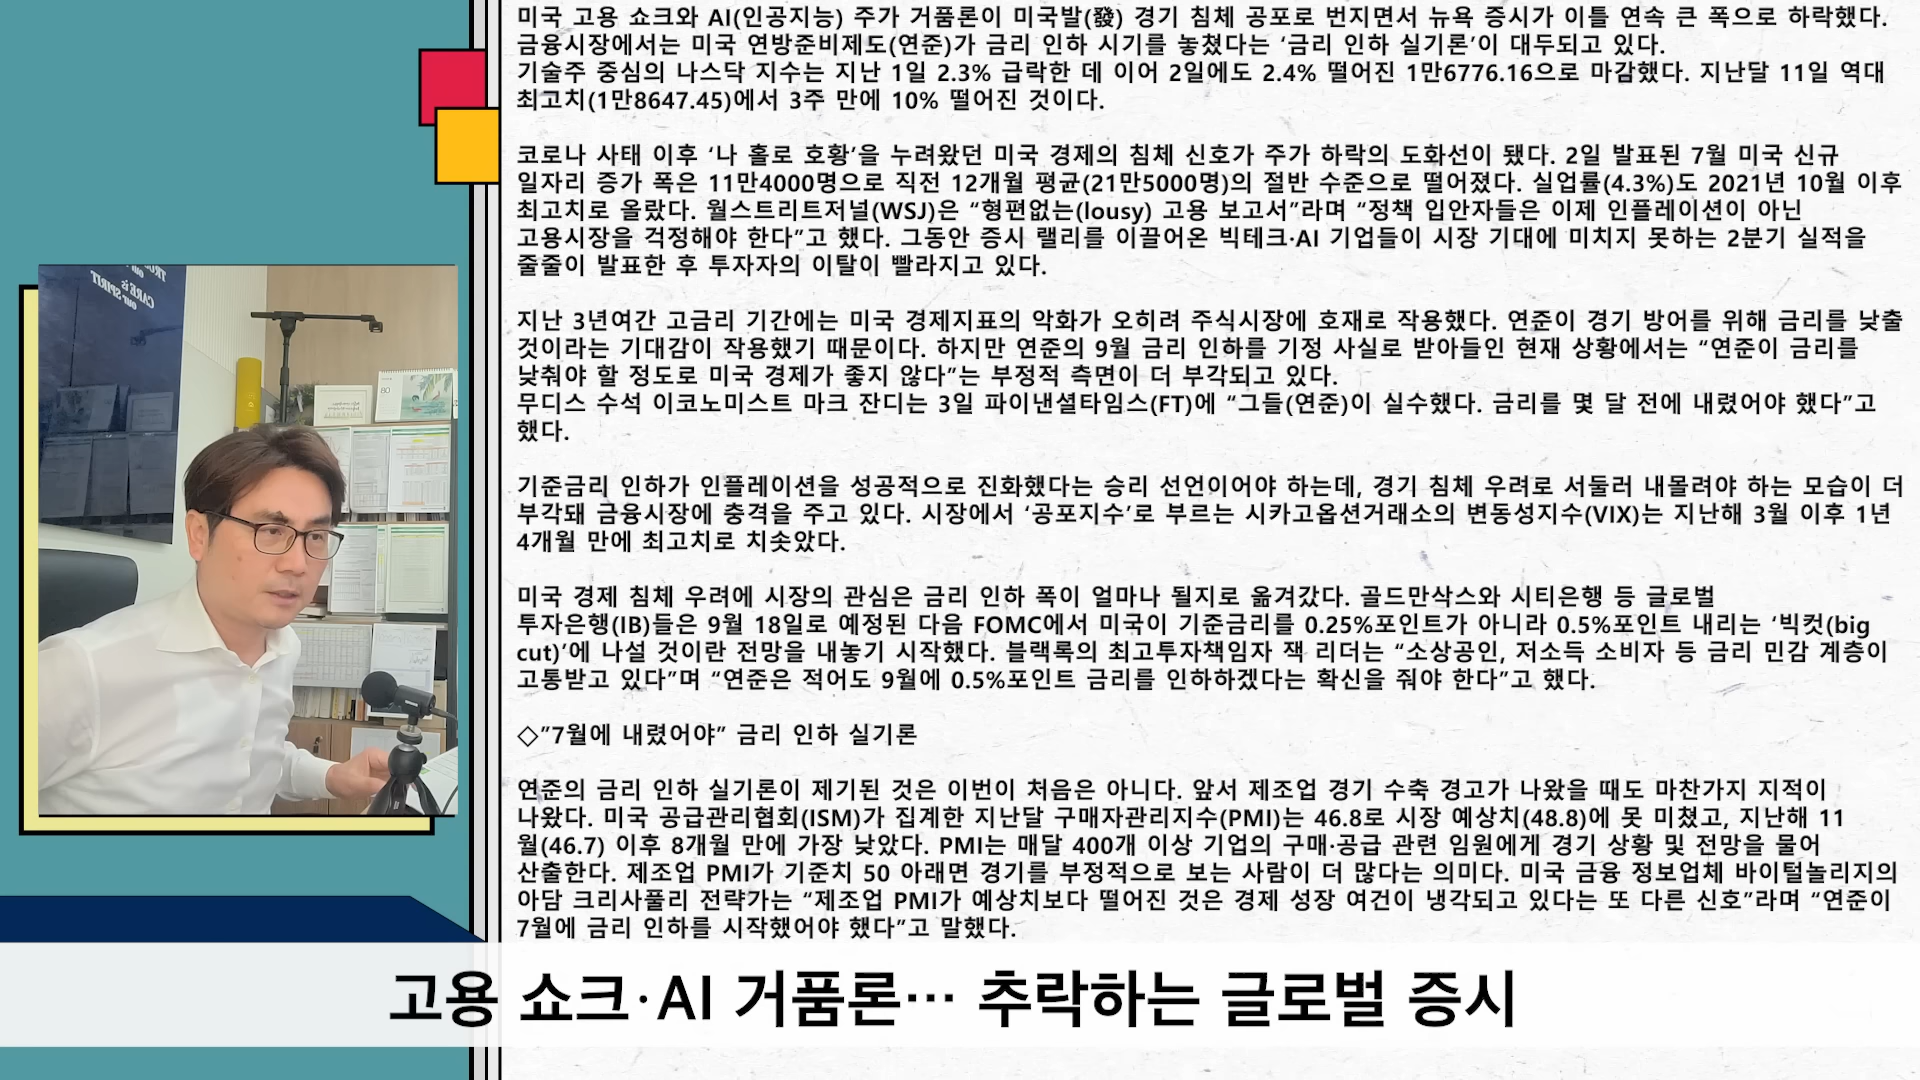 미국 고용 쇼크와 AI(인공지능) 주가 거품론이 미국발(發) 경기 침체 공포로 번지면서 뉴욕 증시가 이틀 연속 큰 폭으로 하락했다.
금융시장에서는 미국 연방준비제도(연준)가 금리 인하 시기를 놓쳤다는 ‘금리 인하 실기론’이 대두되고 있다.
기술주 중심의 나스닥 지수는 지난 1일 2.3% 급락한 데 이어 2일에도 2.4% 떨어진 1만6776.16으로 마감했다. 지난달 11일 역대
최고치(1만8647.45)에서 3주 만에 10% 떨어진 것이다.
코로나 사태 이후 ‘나 홀로 호황’을 누려왔던 미국 경제의 침체 신호가 주가 하락의 도화선이 됐다. 2일 발표된 7월 미국 신규
일자리 증가 폭은 11만4000명으로 직전 12개월 평균(21만5000명)의 절반 수준으로 떨어졌다. 실업률(4.3%)도 2021년 10월 이후
최고치로 올랐다. 월스트리트저널(WSJ)은 “형편없는(lousy) 고용 보고서”라며 “정책 입안자들은 이제 인플레이션이 아닌
고용시장을 걱정해야 한다”고 했다. 그동안 증시 랠리를 이끌어온 빅테크·AI 기업들이 시장 기대에 미치지 못하는 2분기 실적을
줄줄이 발표한 후 투자자의 이탈이 빨라지고 있다.
지난 3년여간 고금리 기간에는 미국 경제지표의 악화가 오히려 주식시장에 호재로 작용했다. 연준이 경기 방어를 위해 금리를 낮출
것이라는 기대감이 작용했기 때문이다. 하지만 연준의 9월 금리 인하를 기정 사실로 받아들인 현재 상황에서는 “연준이 금리를
낮춰야 할 정도로 미국 경제가 좋지 않다”는 부정적 측면이 더 부각되고 있다.
무디스 수석 이코노미스트 마크 잔디는 3일 파이낸셜타임스(FT)에 “그들(연준)이 실수했다. 금리를 몇 달 전에 내렸어야 했다”고
했다.
기준금리 인하가 인플레이션을 성공적으로 진화했다는 승리 선언이어야 하는데, 경기 침체 우려로 서둘러 내몰려야 하는 모습이 더
부각돼 금융시장에 충격을 주고 있다. 시장에서 ‘공포지수’로 부르는 시카고옵션거래소의 변동성지수(VIX)는 지난해 3월 이후 1년
4개월 만에 최고치로 치솟았다.
미국 경제 침체 우려에 시장의 관심은 금리 인하 폭이 얼마나 될지로 옮겨갔다. 골드만삭스와 시티은행 등 글로벌
투자은행(IB)들은 9월 18일로 예정된 다음 FOMC에서 미국이 기준금리를 0.25%포인트가 아니라 0.5%포인트 내리는 ‘빅컷(big
cut)’에 나설 것이란 전망을 내놓기 시작했다. 블랙록의 최고투자책임자 잭 리더는 “소상공인, 저소득 소비자 등 금리 민감 계층이
고통받고 있다”며 “연준은 적어도 9월에 0.5%포인트 금리를 인하하겠다는 확신을 줘야 한다”고 했다.
◇”7월에 내렸어야” 금리 인하 실기론
연준의 금리 인하 실기론이 제기된 것은 이번이 처음은 아니다. 앞서 제조업 경기 수축 경고가 나왔을 때도 마찬가지 지적이
나왔다. 미국 공급관리협회(ISM)가 집계한 지난달 구매자관리지수(PMI)는 46.8로 시장 예상치(48.8)에 못 미쳤고, 지난해 11
월(46.7) 이후 8개월 만에 가장 낮았다. PMI는 매달 400개 이상 기업의 구매·공급 관련 임원에게 경기 상황 및 전망을 물어
산출한다. 제조업 PMI가 기준치 50 아래면 경기를 부정적으로 보는 사람이 더 많다는 의미다. 미국 금융 정보업체 바이털놀리지의
아담 크리사풀리 전략가는 “제조업 PMI가 예상치보다 떨어진 것은 경제 성장 여건이 냉각되고 있다는 또 다른 신호”라며 “연준이
7월에 금리 인하를 시작했어야 했다”고 말했다.
고용 쇼크·AI 거품론… 추락하는 글로벌 증시
CARE is
our SPIRIT